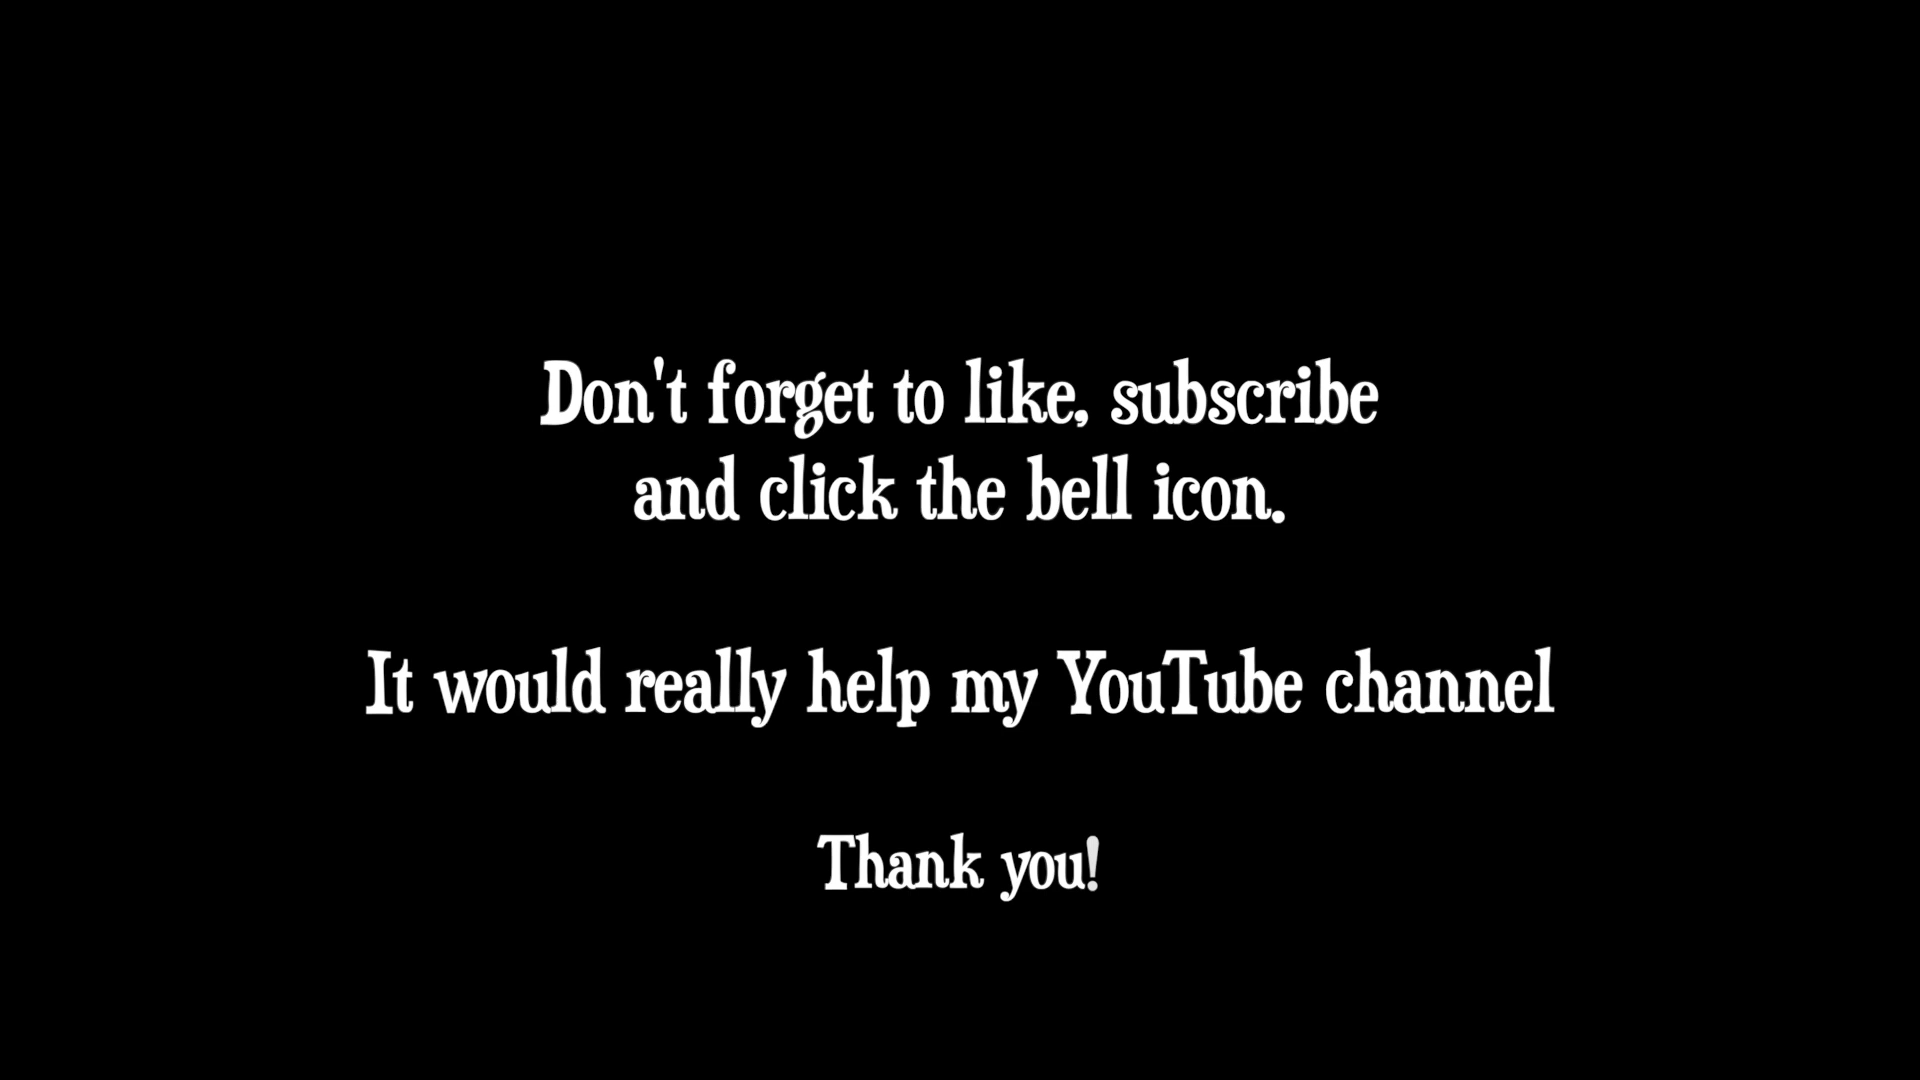 Don't forget to like, subscribe
and click the bell icon.
It would really help my YouTube channel
Thank you!